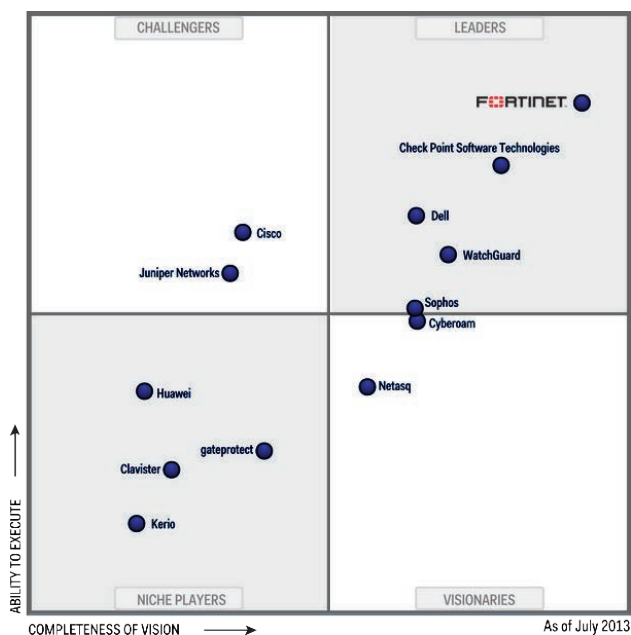 CHALLENGERS
LEADERS
FORTINET
Check Point Software Technologies
Dell
Cisco
WatchGuard
Juniper Networks
Sophos
Cyberoam
Netasq
Huawei
gateprotect
Clavister
Kerio
ABILITY TO EXECUTE
NICHE PLAYERS
VISIONARIES
COMPLETENESS OF VISION
As of July 2013